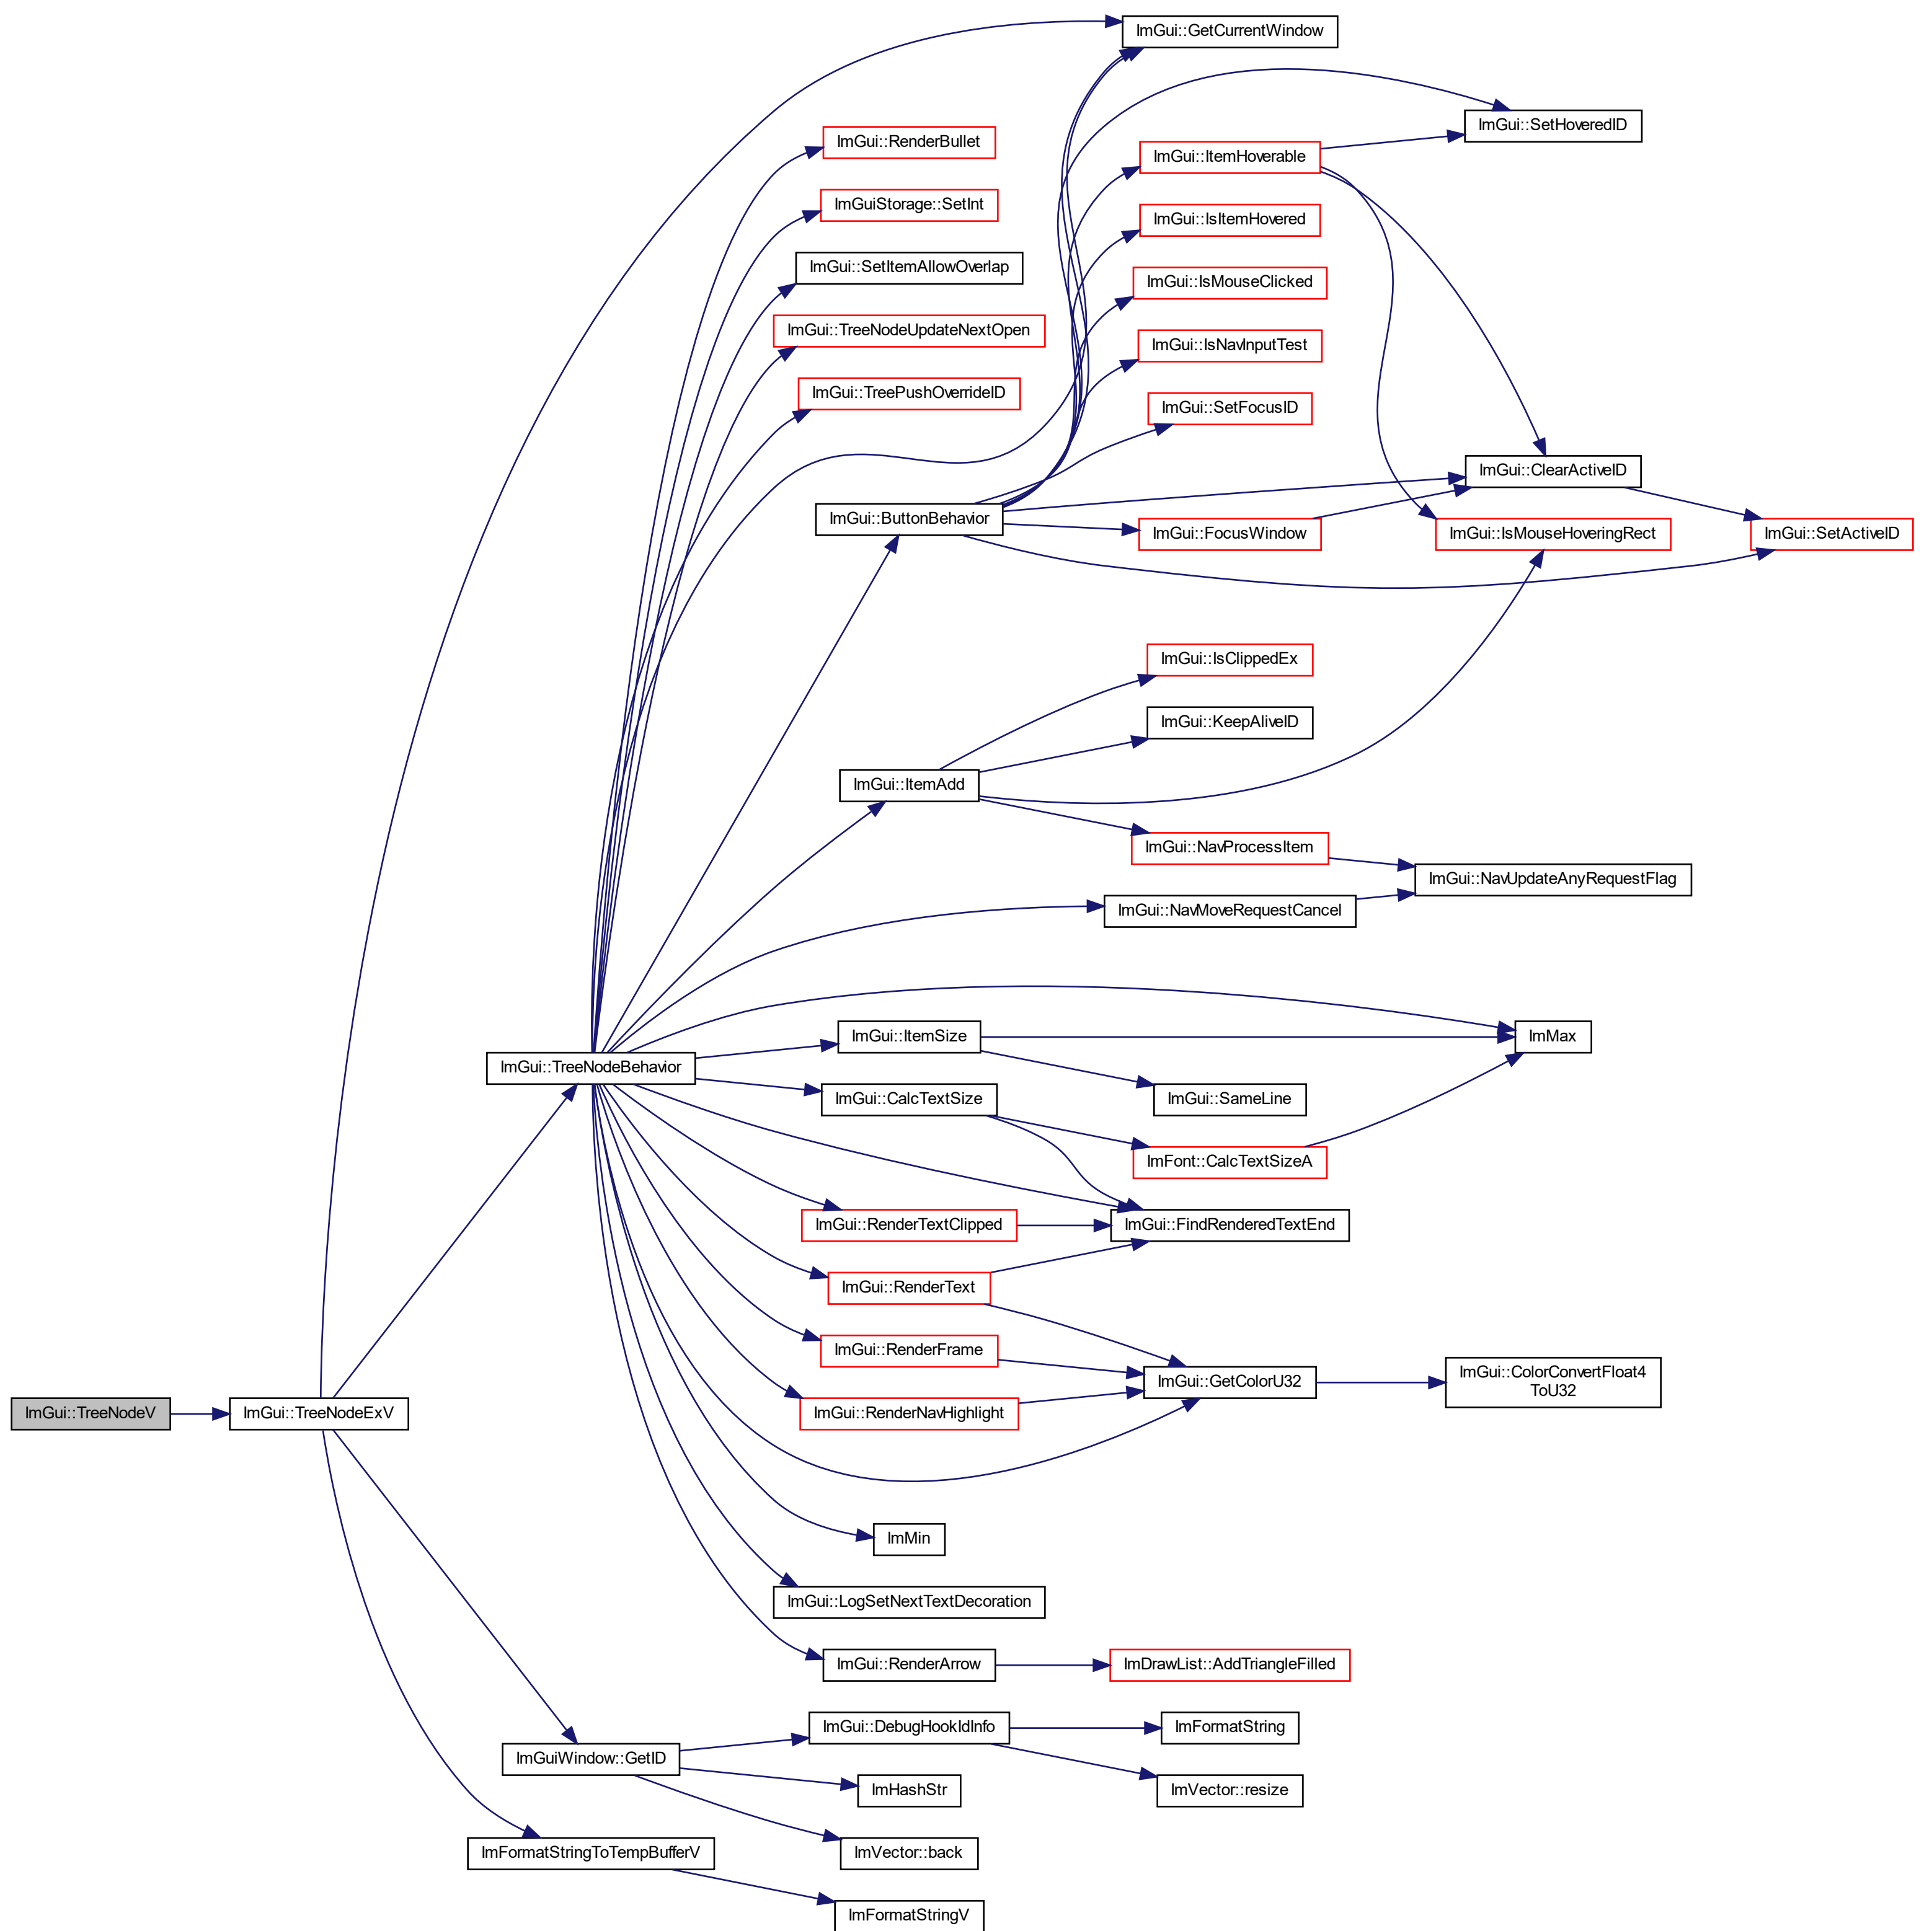 ImGui::GetCurrentWindow
ImGui::SetHoveredID
ImGui::RenderBullet
ImGui::ItemHoverable
ImGuiStorage::SetInt
ImGui::IsItemHovered
ImGui::SetItemAllowOverlap
ImGui::IsMouseClicked
ImGui::TreeNodeUpdateNextOpen
ImGui::IsNavInputTest
ImGui::TreePushOverrideID
ImGui::SetFocusID
ImGui::ClearActiveID
ImGui::ButtonBehavior
ImGui::FocusWindow
ImGui::IsMouseHoveringRect
ImGui::SetActiveID
ImGui::IsClippedEx
ImGui::KeepAliveID
ImGui::ItemAdd
ImGui::NavProcessItem
ImGui::NavUpdateAnyRequestFlag
ImGui::NavMoveRequestCancel
ImGui::ItemSize
ImMax
ImGui::TreeNodeBehavior
ImGui::CalcTextSize
ImGui::SameLine
ImFont::CalcTextSizeA
ImGui::RenderTextClipped
ImGui::FindRenderedTextEnd
ImGui::RenderText
ImGui::RenderFrame
ImGui::GetColorU32
ImGui::ColorConvertFloat4
ToU32
ImGui::TreeNodeV
ImGui::TreeNodeExV
ImGui::RenderNavHighlight
ImMin
ImGui::LogSetNextTextDecoration
ImGui::RenderArrow
ImDrawList::AddTriangleFilled
ImGui::DebugHookIdInfo
ImFormatString
ImGuiWindow::GetID
ImHashStr
ImVector::resize
ImFormatStringToTempBufferV
ImVector::back
ImFormatStringV